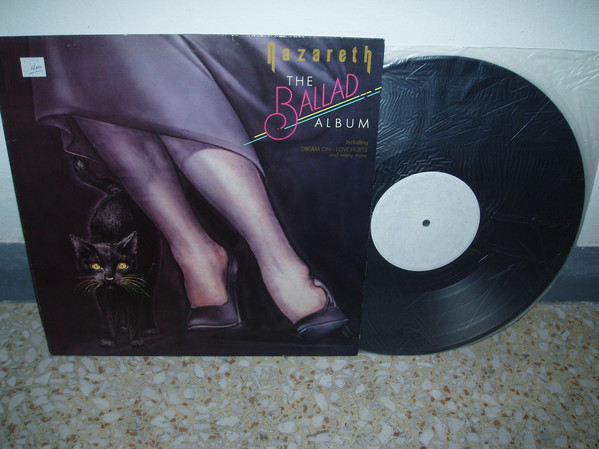 Nazareth
THE
BALLAD
ALBUM
Including
DREAM ON - LOVE HURTS
and many more